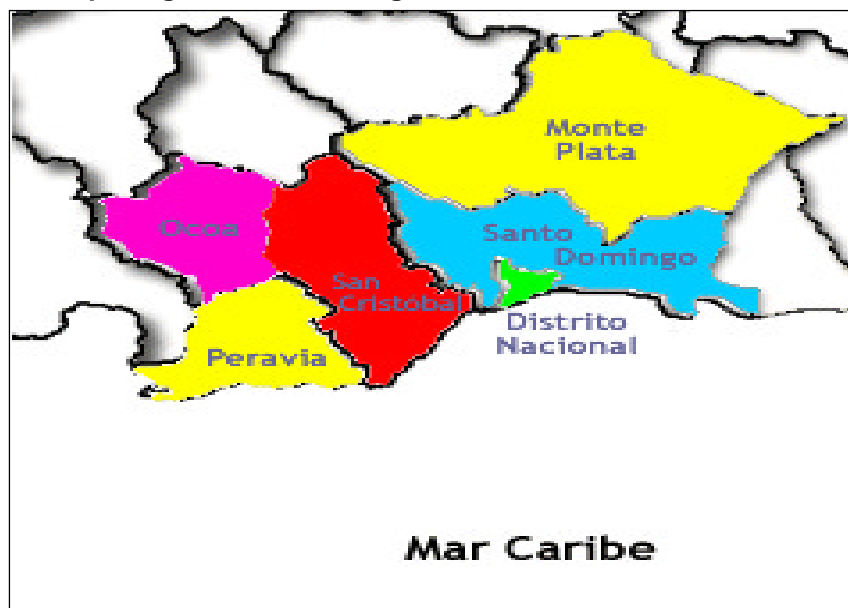 Monte
Plata
Ocoa
Santo
Domingo
San
Cristóbal
Distrito
Nacional
Peravia
Mar Caribe